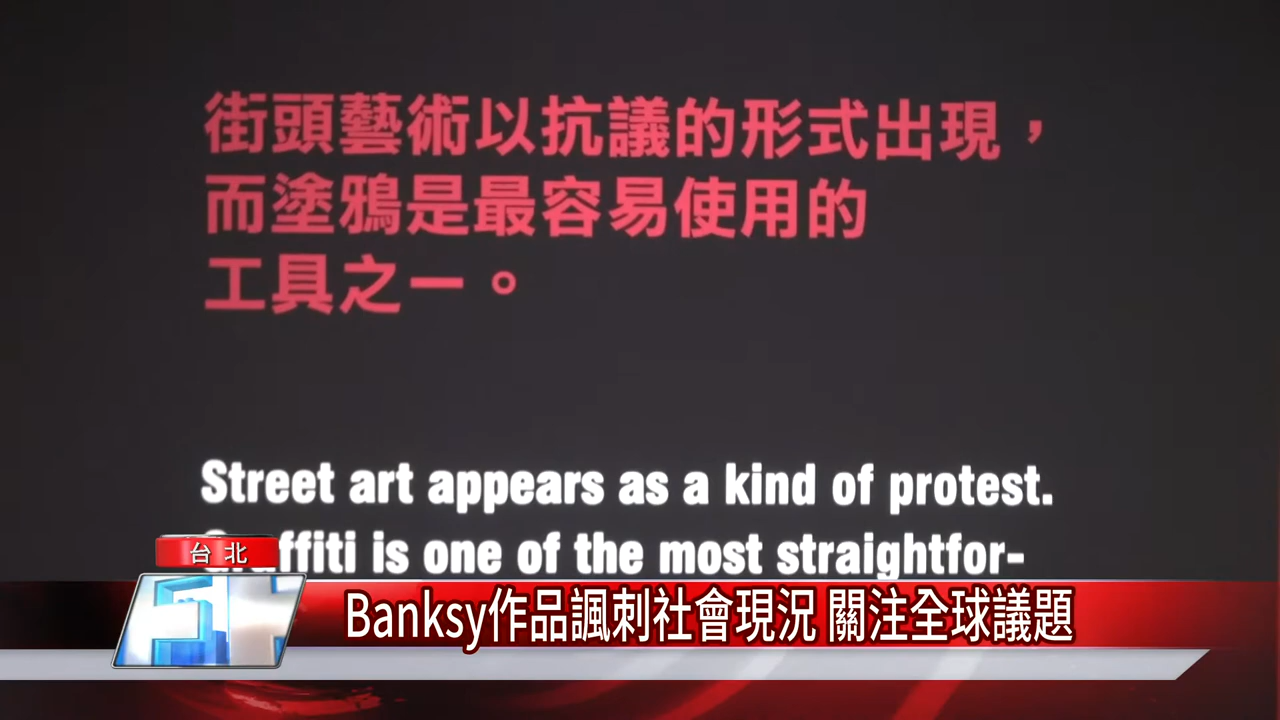 街頭藝術以抗議的形式出現，
而塗鴉是最容易使用的
工具之一。
Street art appears as a kind of protest.
is one of the most straightfor-
台北
Banksy作品諷刺社會現況 關注全球議題